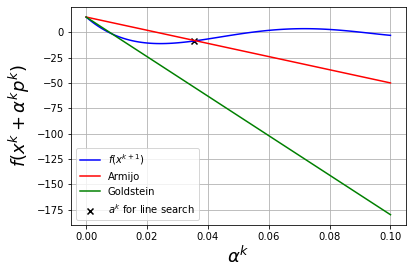 0
−25
−50
−75
−100
−125
−150
−175
f(x^k + α^k p^k)
f(x^{k+1})
Armijo
Goldstein
a^k for line search
0.00 0.02 0.04 0.06 0.08 0.10
α^k